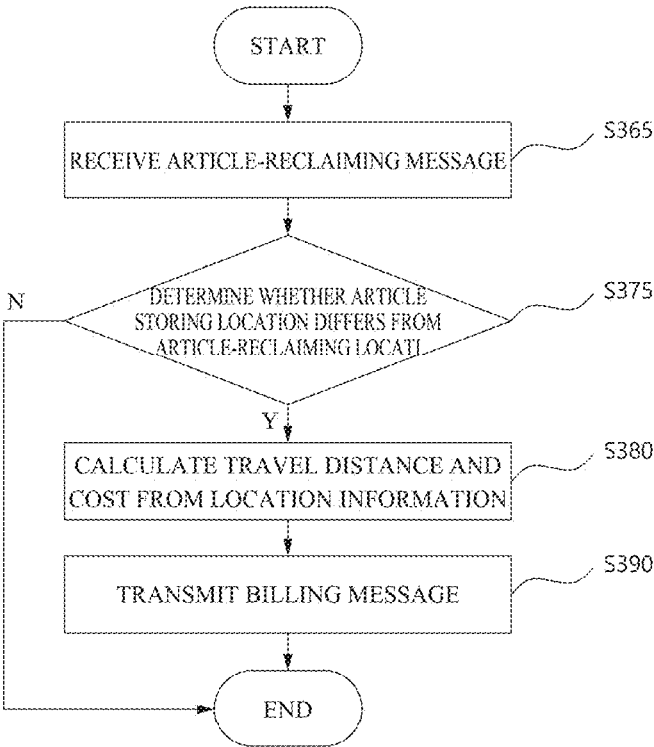 START
RECEIVE ARTICLE-RECLAIMING MESSAGE
S365
DETERMINE WHETHER ARTICLE
STORING LOCATION DIFFERS FROM
ARTICLE-RECLAIMING LOCATI
S375
N
Y
CALCULATE TRAVEL DISTANCE AND
COST FROM LOCATION INFORMATION
S380
TRANSMIT BILLING MESSAGE
S390
END